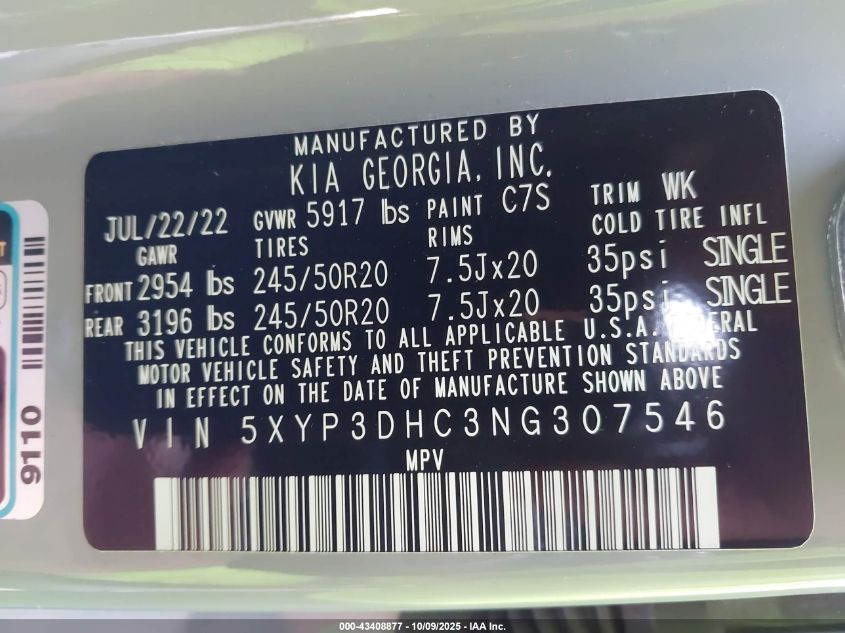 MANUFACTURED BY
KIA GEORGIA, INC.
JUL/22/22 GVWR 5917 lbs PAINT C7S TRIM WK
GAWR TIRES RIMS COLD TIRE INFL
FRONT 2954 lbs 245/50R20 7.5Jx20 35psi SINGLE
REAR 3196 lbs 245/50R20 7.5Jx20 35psi SINGLE
THIS VEHICLE CONFORMS TO ALL APPLICABLE U.S.A. FEDERAL
MOTOR VEHICLE SAFETY AND THEFT PREVENTION STANDARDS
IN EFFECT ON THE DATE OF MANUFACTURE SHOWN ABOVE
VIN 5XYP3DHC3NG307546
MPV
9110
000-43408877 - 10/09/2025 - IAA Inc.